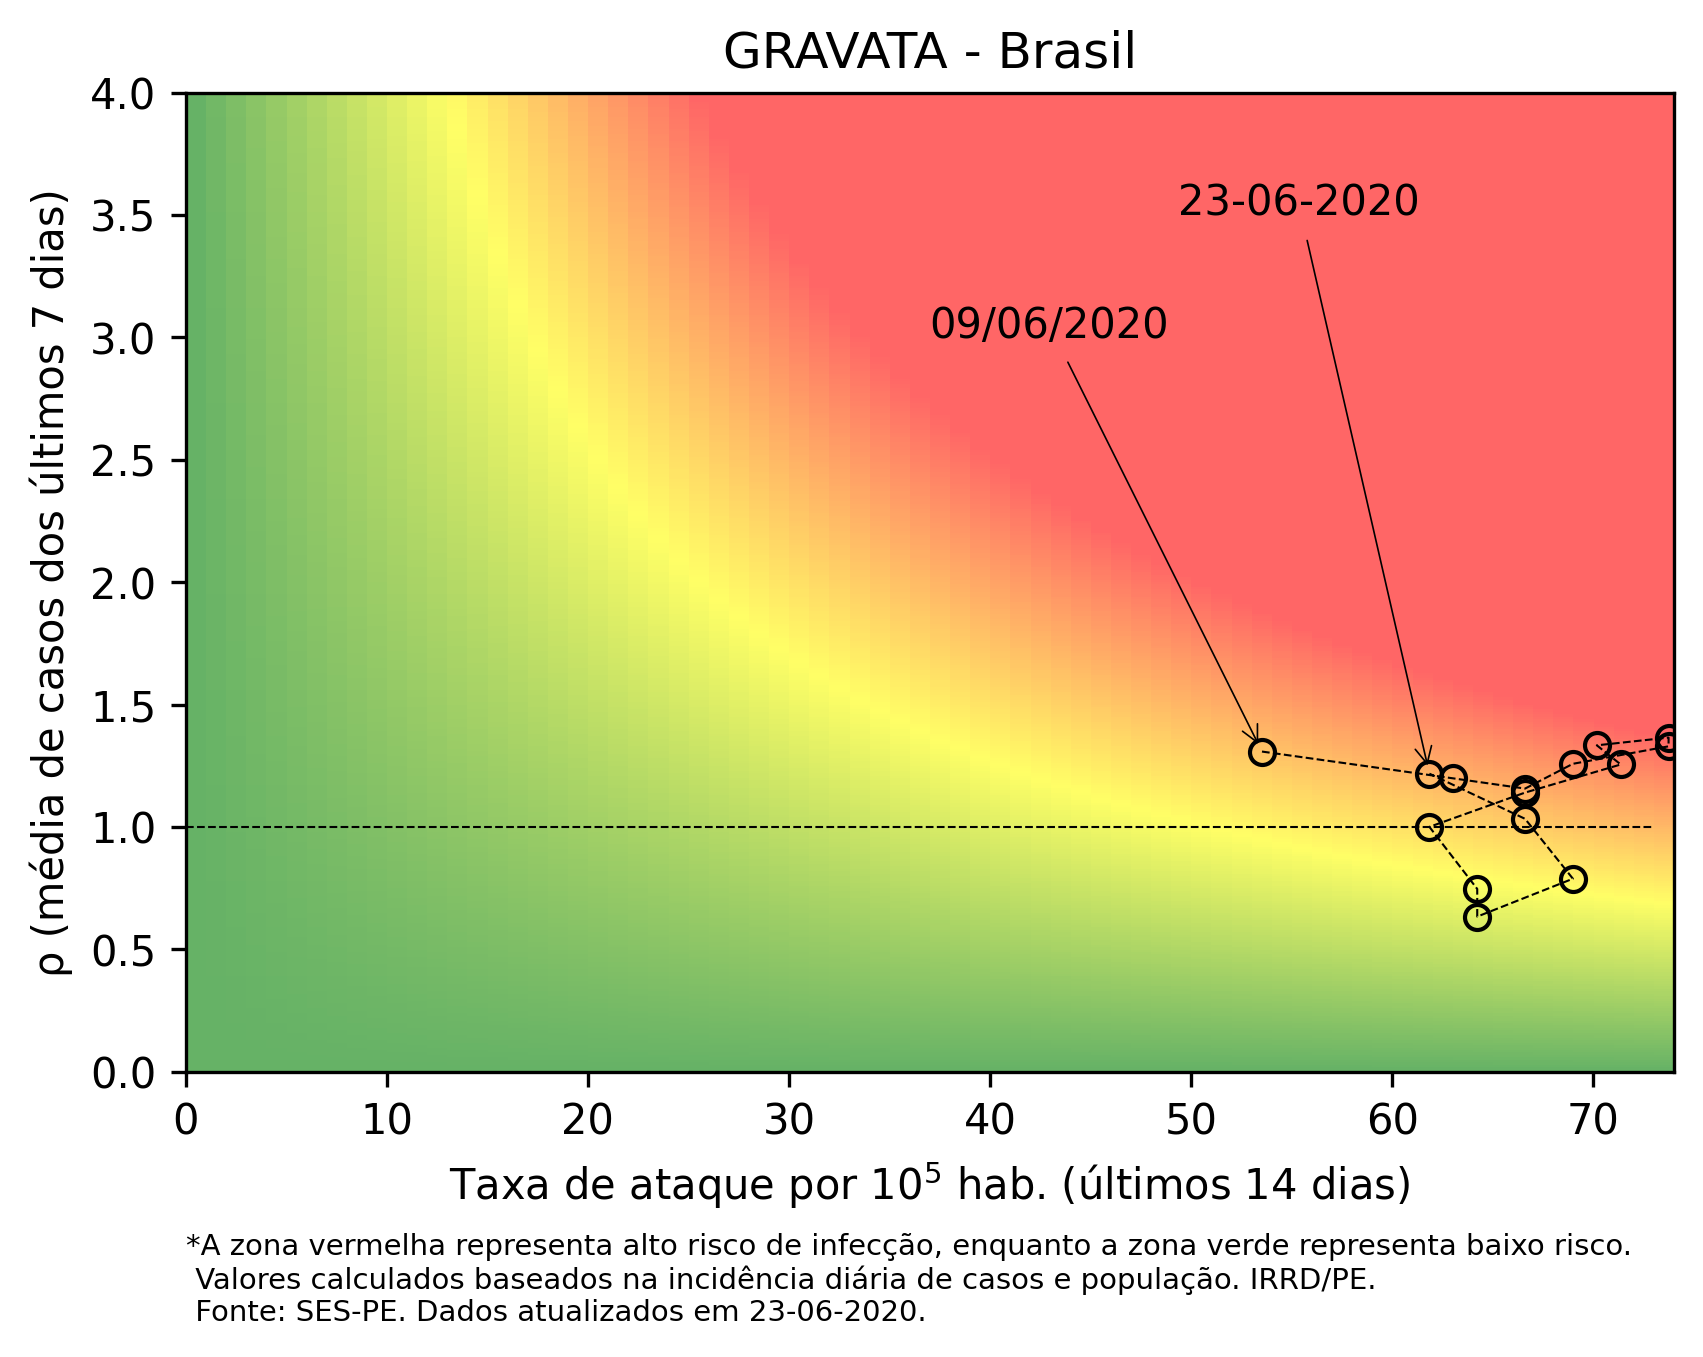 GRAVATA - Brasil
4.0
3.5
3.0
2.5
2.0
1.5
1.0
0.5
0.0
ρ (média de casos dos últimos 7 dias)
23-06-2020
09/06/2020
0 10 20 30 40 50 60 70
Taxa de ataque por 10⁵ hab. (últimos 14 dias)
*A zona vermelha representa alto risco de infecção, enquanto a zona verde representa baixo risco.
Valores calculados baseados na incidência diária de casos e população. IRRD/PE.
Fonte: SES-PE. Dados atualizados em 23-06-2020.